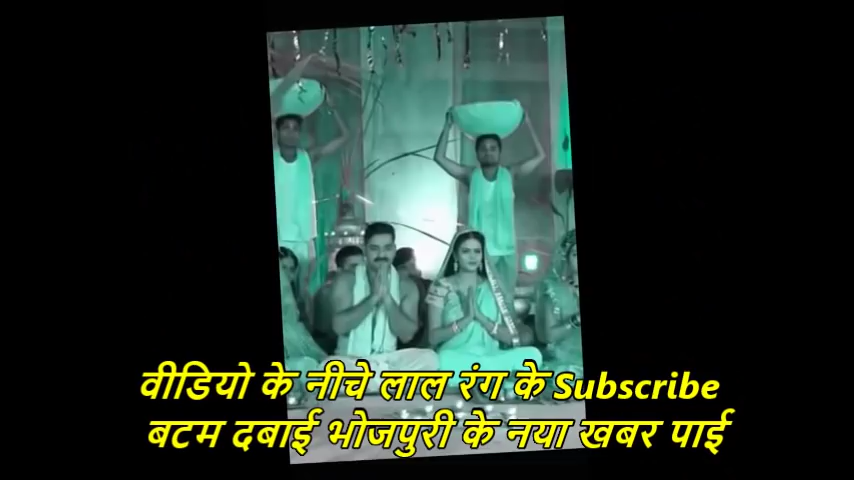 वीडियो के नीचे लाल रंग के Subscribe
बटम दबाई भोजपुरी के नया खबर पाई